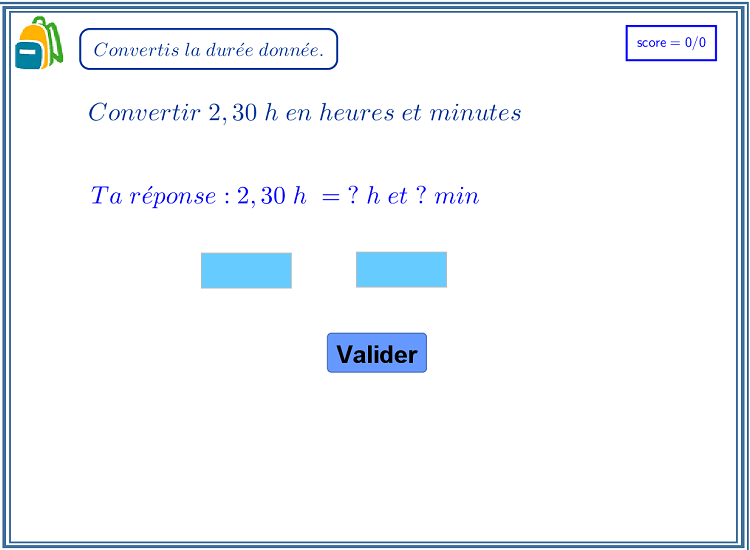 Convertis la durée donnée.
score = 0/0
Convertir 2, 30 h en heures et minutes
Ta réponse : 2, 30 h = ? h et ? min
Valider